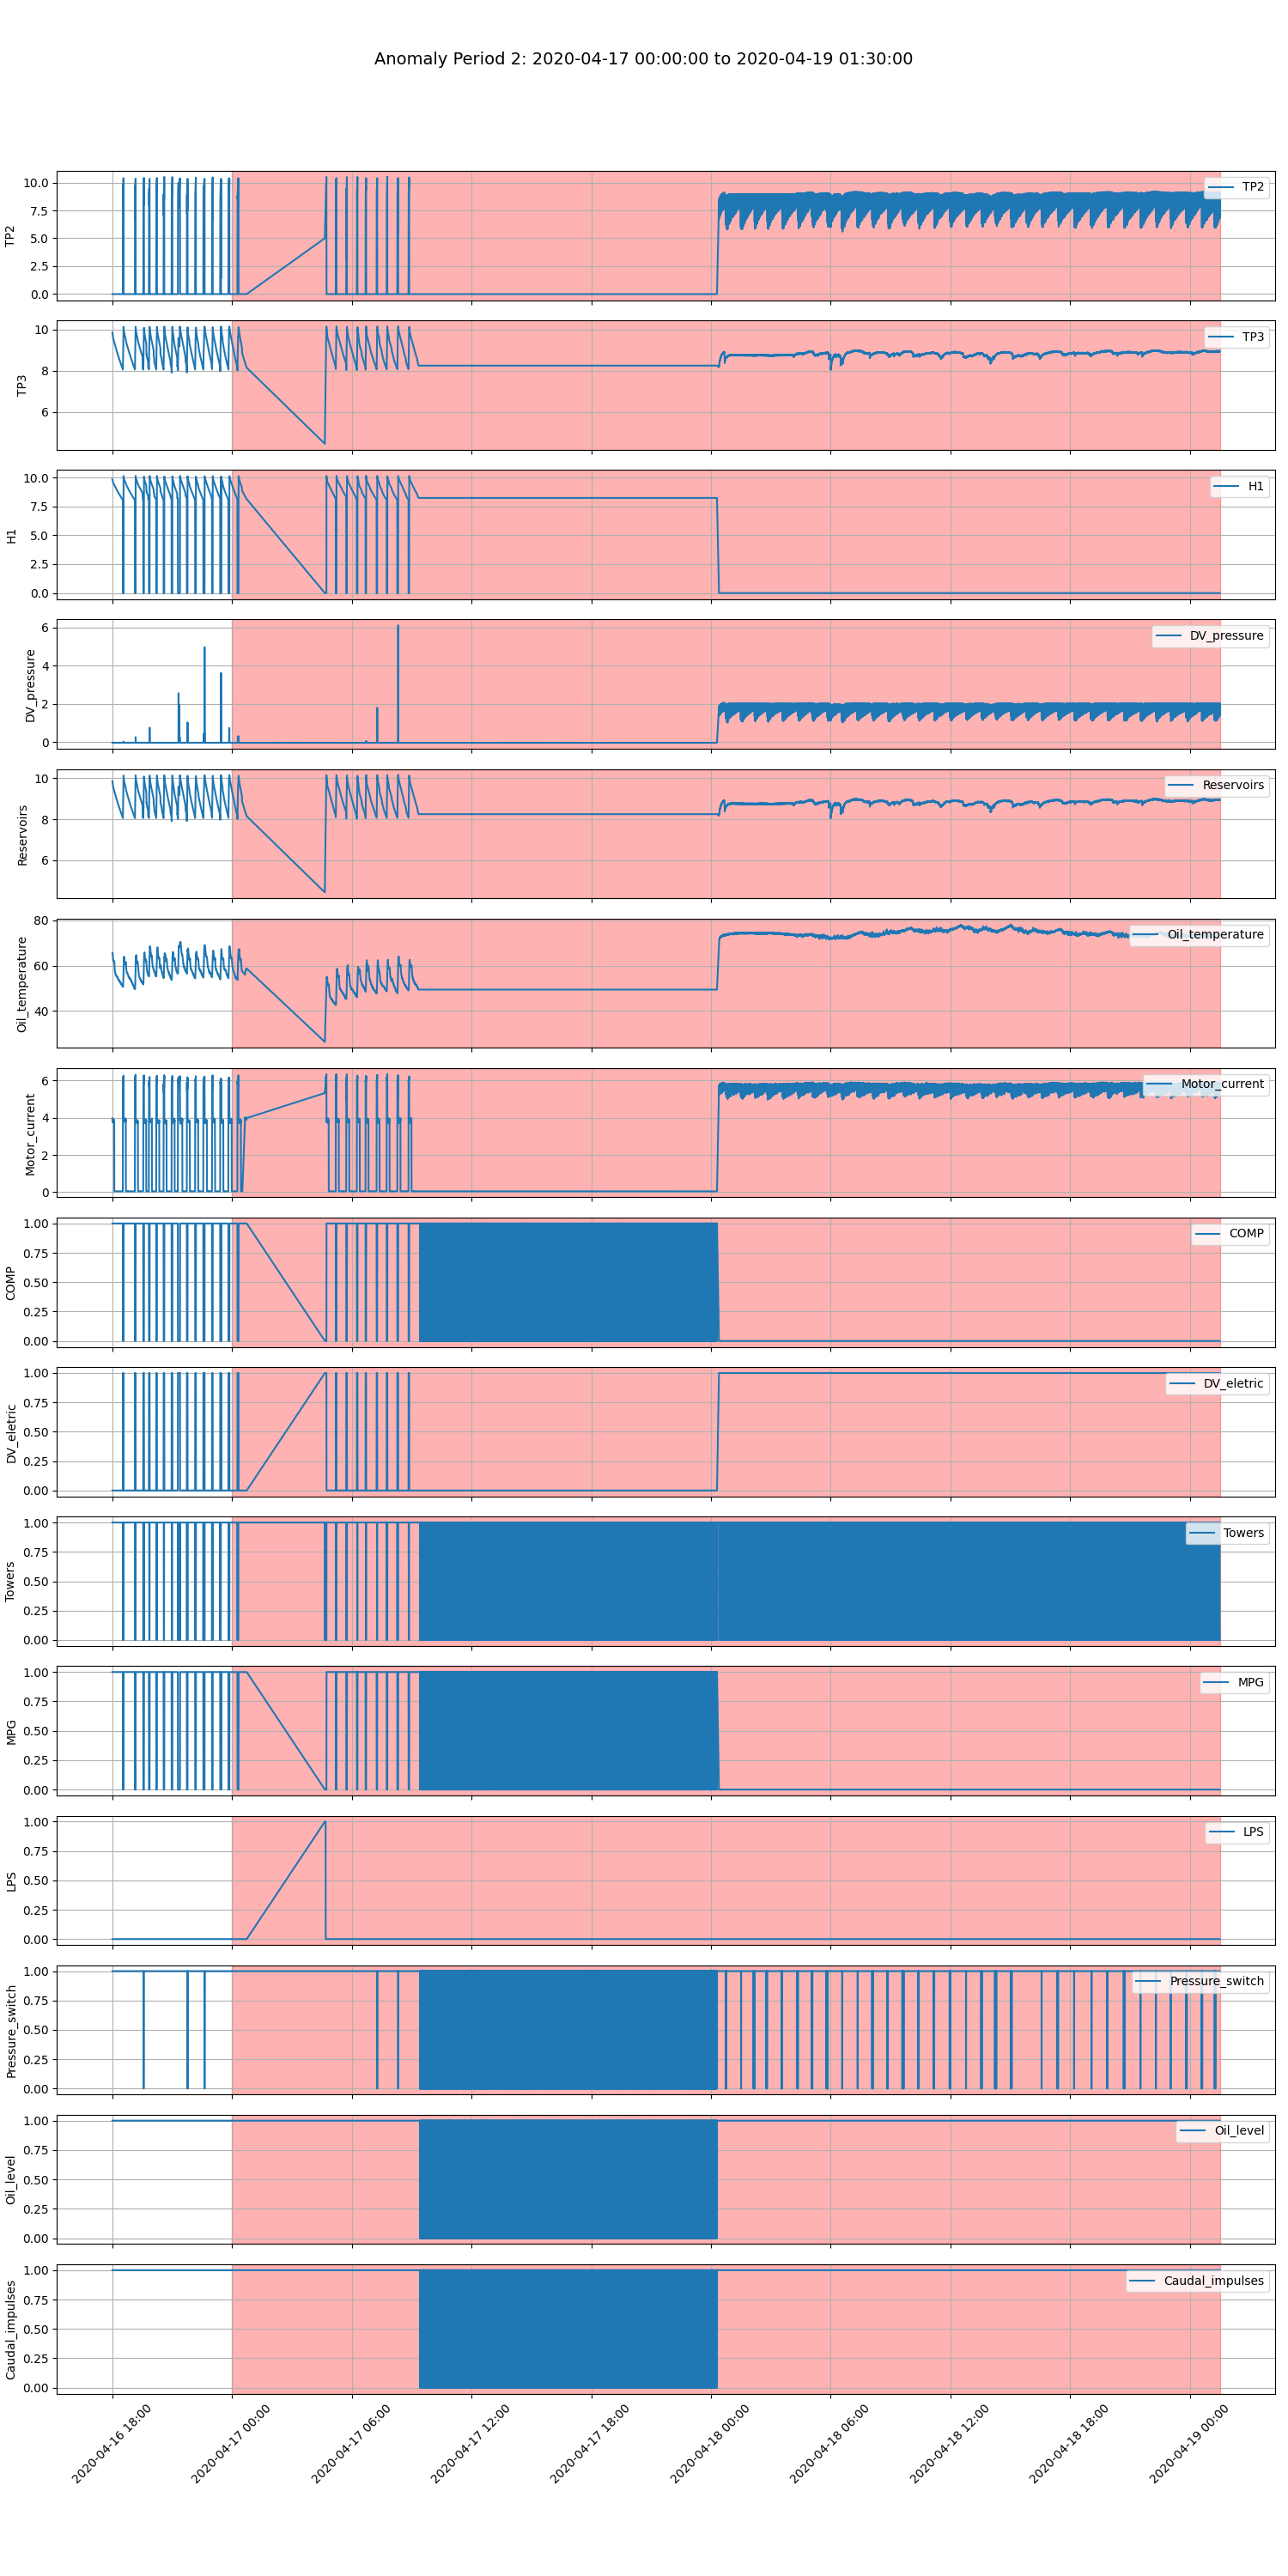 Anomaly Period 2: 2020-04-17 00:00:00 to 2020-04-19 01:30:00
TP2
10.0
7.5
5.0
2.5
0.0
TP2
TP3
10
8
6
TP3
H1
10.0
7.5
5.0
2.5
0.0
H1
DV_pressure
6
4
2
0
DV_pressure
Reservoirs
10
8
6
Reservoirs
Oil_temperature
80
60
40
Oil_temperature
Motor_current
6
4
2
0
Motor_current
COMP
1.00
0.75
0.50
0.25
0.00
COMP
DV_eletric
1.00
0.75
0.50
0.25
0.00
DV_eletric
Towers
1.00
0.75
0.50
0.25
0.00
Towers
MPG
1.00
0.75
0.50
0.25
0.00
MPG
LPS
1.00
0.75
0.50
0.25
0.00
LPS
Pressure_switch
1.00
0.75
0.50
0.25
0.00
Pressure_switch
Oil_level
1.00
0.75
0.50
0.25
0.00
Oil_level
Caudal_impulses
1.00
0.75
0.50
0.25
0.00
Caudal_impulses
2020-04-16 18:00
2020-04-17 00:00
2020-04-17 06:00
2020-04-17 12:00
2020-04-17 18:00
2020-04-18 00:00
2020-04-18 06:00
2020-04-18 12:00
2020-04-18 18:00
2020-04-19 00:00